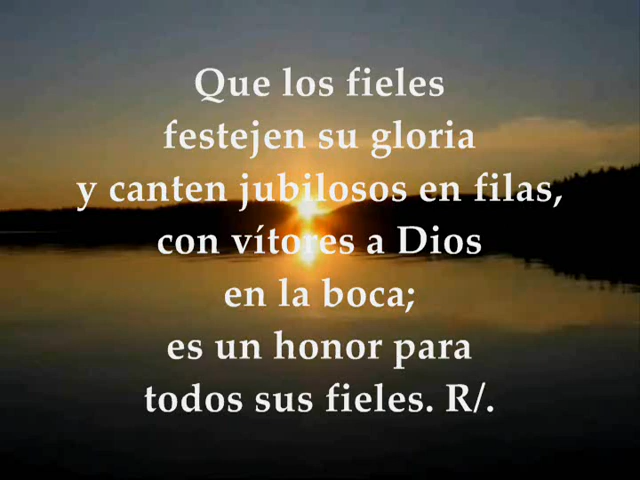 Que los fieles
festejen su gloria
y canten jubilosos en filas,
con vítores a Dios
en la boca;
es un honor para
todos sus fieles. R/.